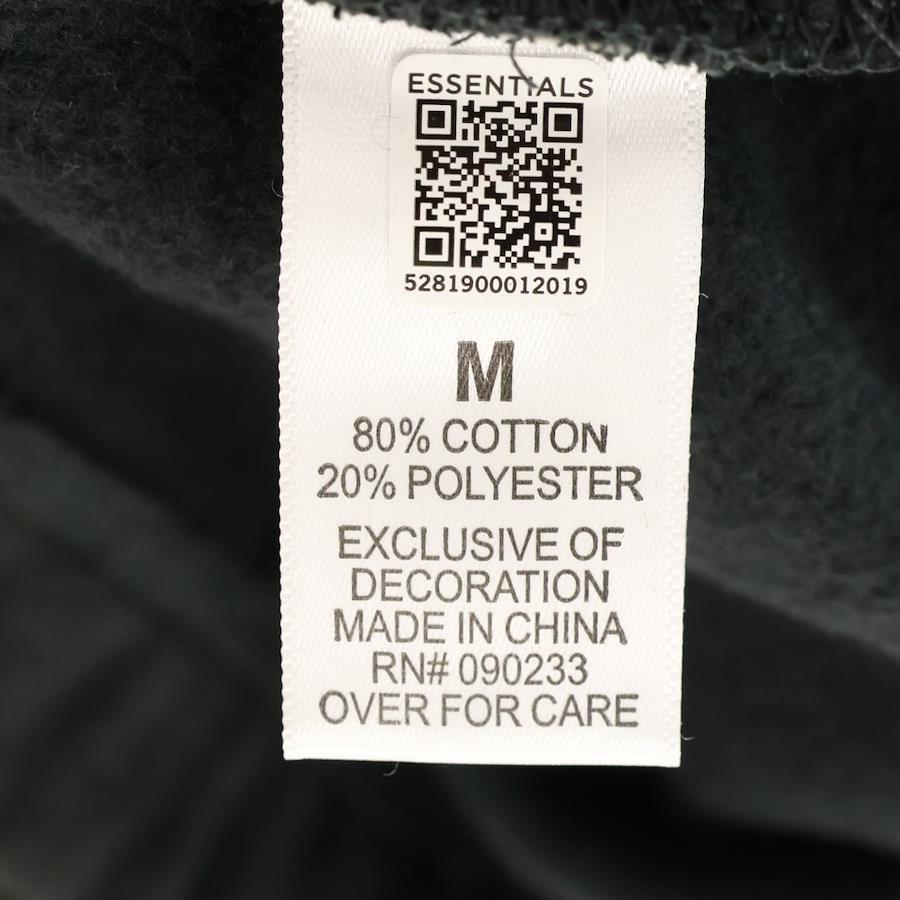 ESSENTIALS
5281900012019
M
80% COTTON
20% POLYESTER
EXCLUSIVE OF
DECORATION
MADE IN CHINA
RN# 090233
OVER FOR CARE